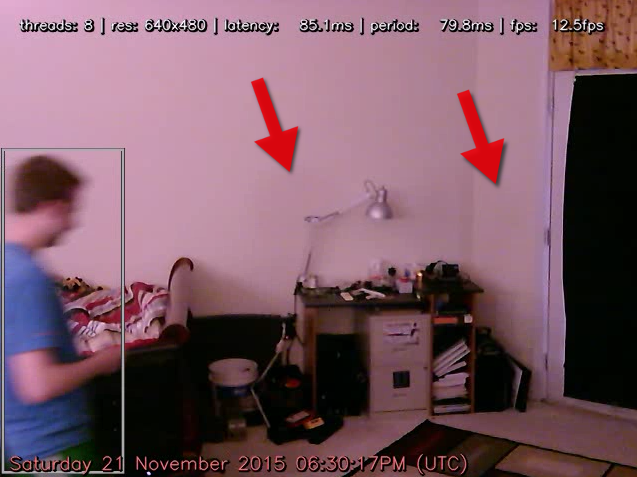 threads: 8 | res: 640x480 | latency: 85.1ms | period: 79.8ms | fps: 12.5fps
Saturday 21 November 2015 06:30:17PM (UTC)